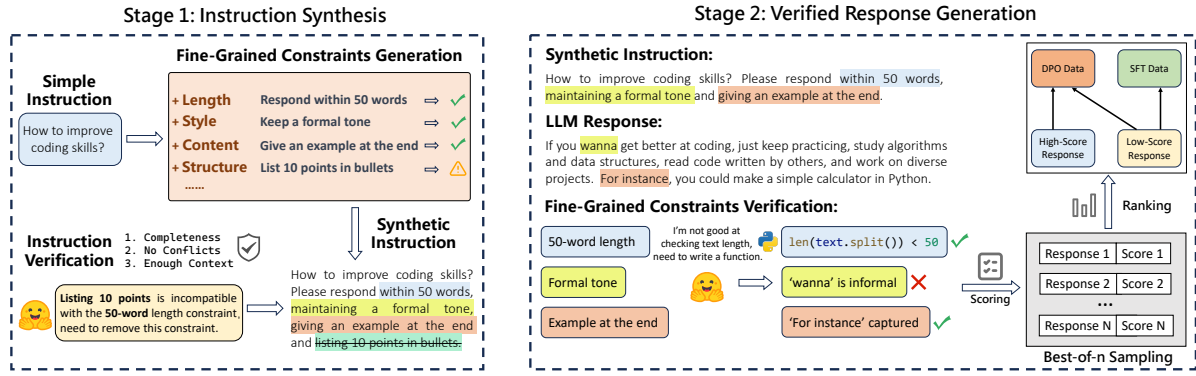 Stage 1: Instruction Synthesis
Fine-Grained Constraints Generation
Simple
Instruction
How to improve
coding skills?
+ Length Respond within 50 words ⇨ ✓
+ Style Keep a formal tone ⇨ ✓
+ Content Give an example at the end ⇨ ✓
+ Structure List 10 points in bullets ⇨ ⚠
......
Synthetic
Instruction
Instruction
Verification
1. Completeness
2. No Conflicts
3. Enough Context
Listing 10 points is incompatible
with the 50-word length constraint,
need to remove this constraint.
How to improve coding skills?
Please respond within 50 words,
maintaining a formal tone,
giving an example at the end
and listing 10 points in bullets.
Stage 2: Verified Response Generation
Synthetic Instruction:
How to improve coding skills? Please respond within 50 words,
maintaining a formal tone and giving an example at the end.
LLM Response:
If you wanna get better at coding, just keep practicing, study algorithms
and data structures, read code written by others, and work on diverse
projects. For instance, you could make a simple calculator in Python.
Fine-Grained Constraints Verification:
50-word length
I'm not good at
checking text length,
need to write a function.
len(text.split()) < 50
Formal tone
'wanna' is informal
Example at the end
'For instance' captured
Scoring
DPO Data
SFT Data
High-Score
Response
Low-Score
Response
Ranking
Response 1 Score 1
Response 2 Score 2
...
Response N Score N
Best-of-n Sampling